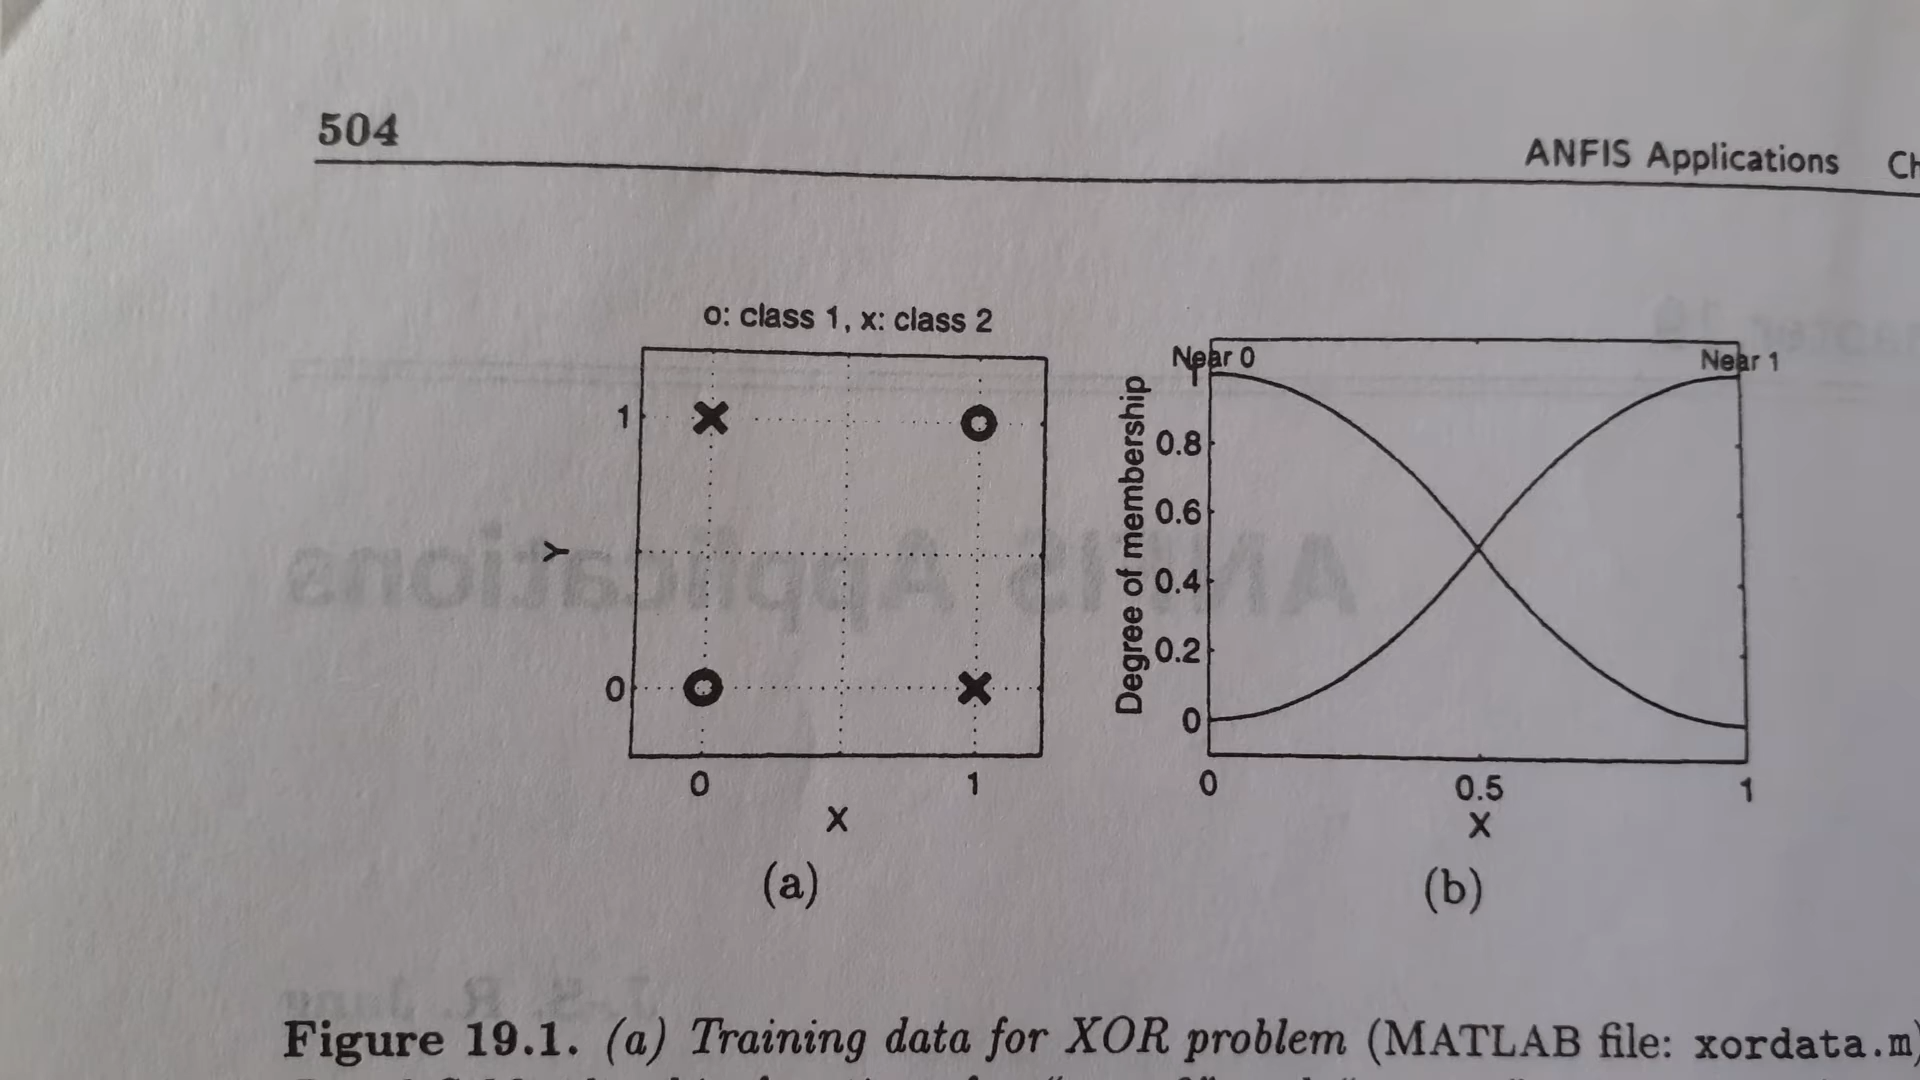 504
ANFIS Applications
o: class 1, x: class 2
1
0
Y
0 1
X
(a)
Near 0 Near 1
1
0.8
0.6
0.4
0.2
0
Degree of membership
0 0.5 1
X
(b)
Figure 19.1. (a) Training data for XOR problem (MATLAB file: xordata.m)